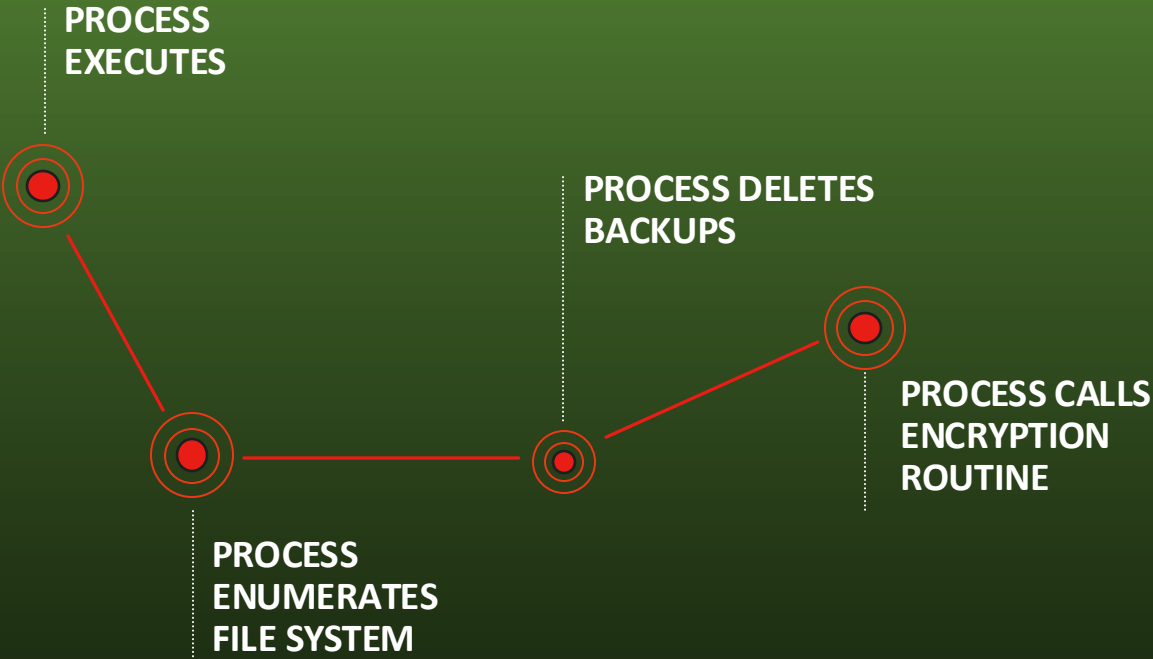 PROCESS
EXECUTES
PROCESS
ENUMERATES
FILE SYSTEM
PROCESS DELETES
BACKUPS
PROCESS CALLS
ENCRYPTION
ROUTINE